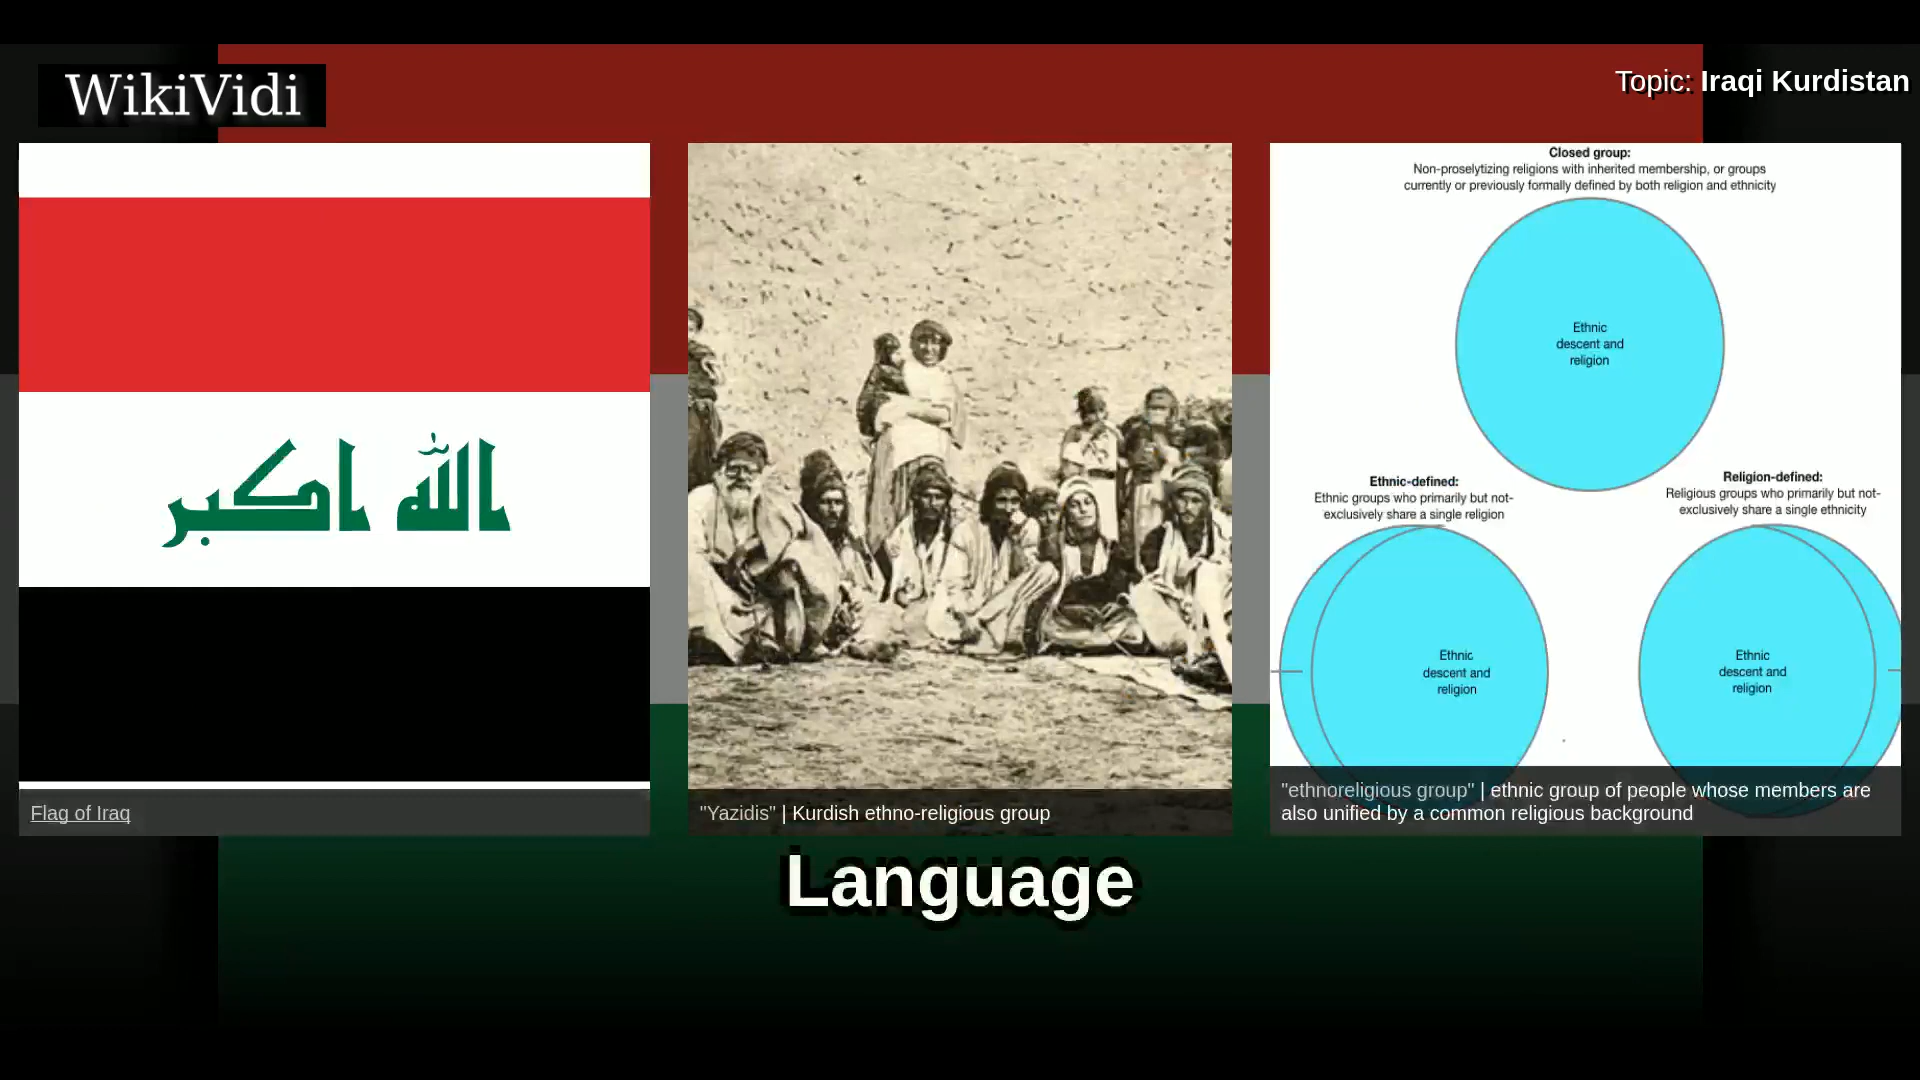 WikiVidi
Topic: Iraqi Kurdistan
الله اكبر
Flag of Iraq
"Yazidis" | Kurdish ethno-religious group
Closed group:
Non-proselytizing religions with inherited membership, or groups
currently or previously formally defined by both religion and ethnicity
Ethnic
descent and
religion
Ethnic-defined:
Ethnic groups who primarily but not-
exclusively share a single religion
Ethnic
descent and
religion
Religion-defined:
Religious groups who primarily but not-
exclusively share a single ethnicity
Ethnic
descent and
religion
"ethnoreligious group" | ethnic group of people whose members are
also unified by a common religious background
Language